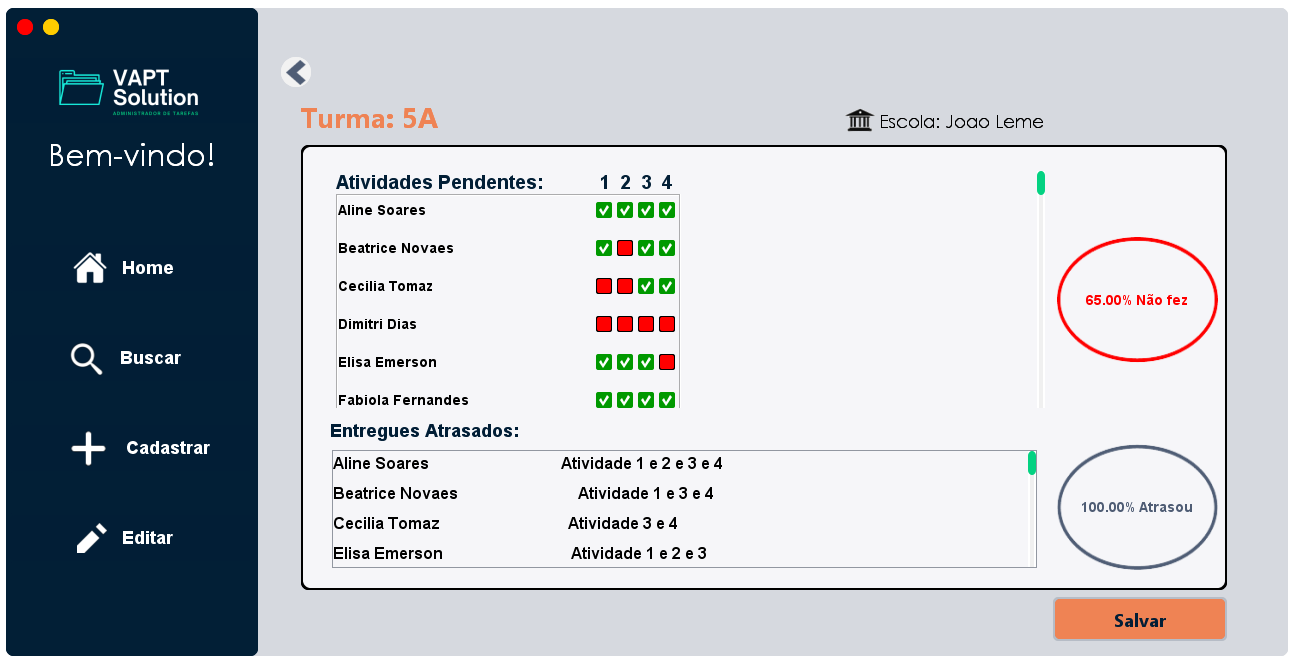 VAPT
Solution
ADMINISTRADOR DE TAREFAS
Bem-vindo!
Home
Buscar
Cadastrar
Editar
Turma: 5A
Escola: Joao Leme
Atividades Pendentes: 1 2 3 4
Aline Soares
Beatrice Novaes
Cecilia Tomaz
Dimitri Dias
Elisa Emerson
Fabiola Fernandes
65.00% Não fez
Entregues Atrasados:
Aline Soares Atividade 1 e 2 e 3 e 4
Beatrice Novaes Atividade 1 e 3 e 4
Cecilia Tomaz Atividade 3 e 4
Elisa Emerson Atividade 1 e 2 e 3
100.00% Atrasou
Salvar